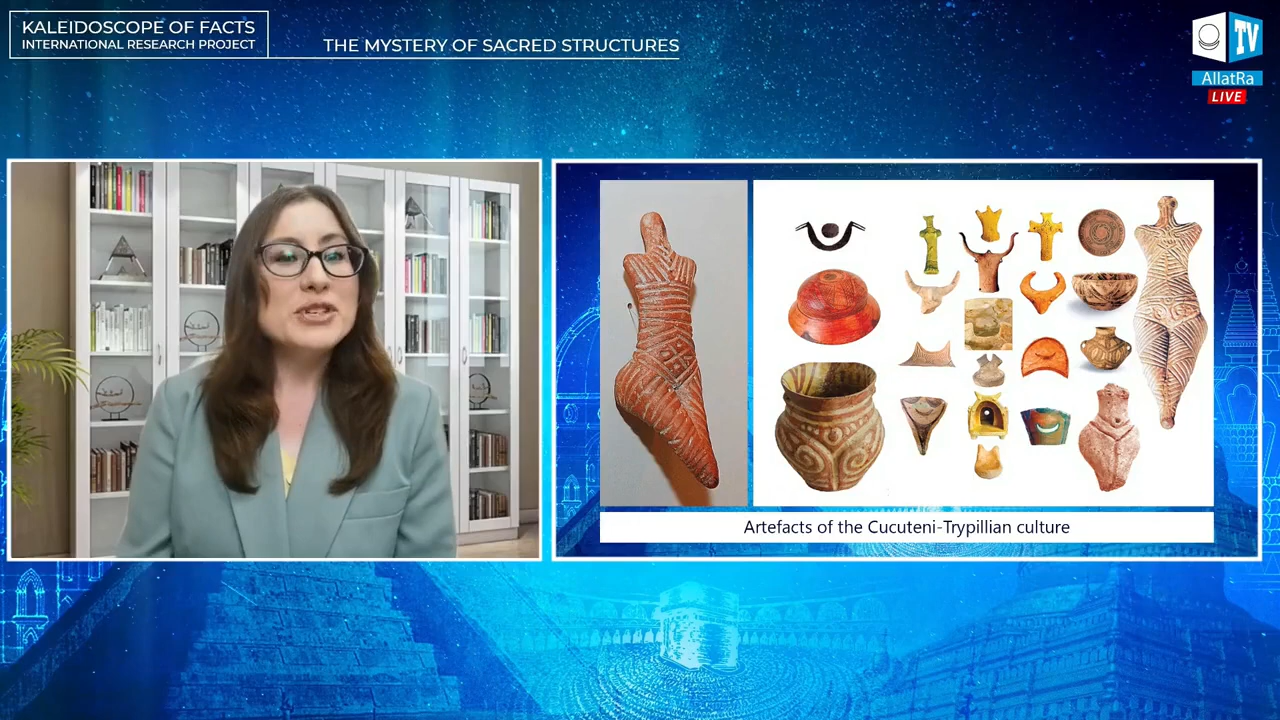 KALEIDOSCOPE OF FACTS
INTERNATIONAL RESEARCH PROJECT
THE MYSTERY OF SACRED STRUCTURES
TV
AllatRa
LIVE
Artefacts of the Cucuteni-Trypillian culture